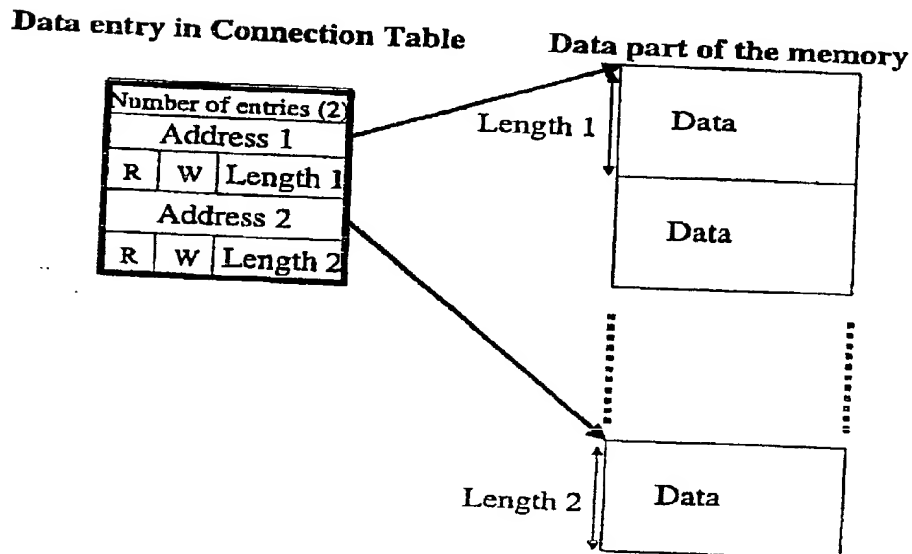 Data entry in Connection Table
Data part of the memory
Number of entries (2)
Address 1
R W Length 1
Address 2
R W Length 2
Length 1
Data
Data
Length 2
Data